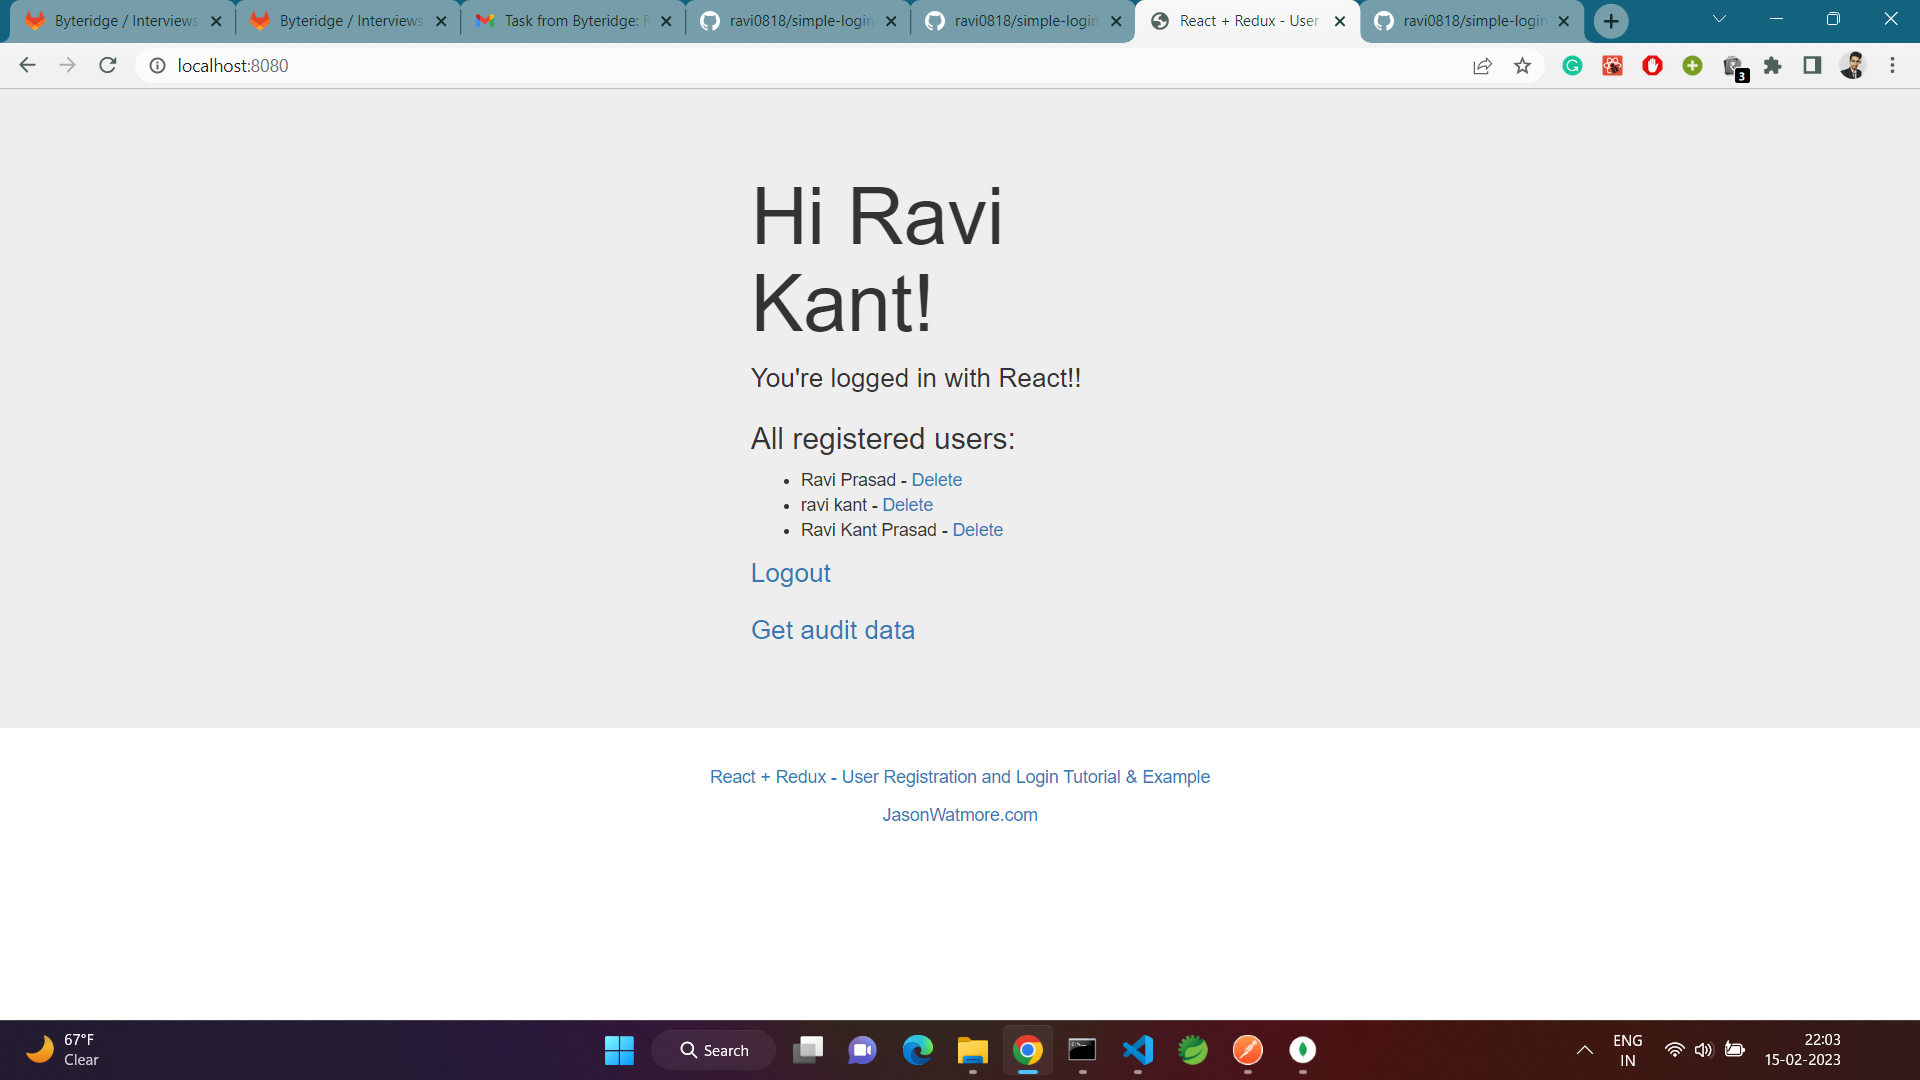 Byteridge / Interviews
Byteridge / Interviews
Task from Byteridge:
ravi0818/simple-login
ravi0818/simple-login
React + Redux - User
ravi0818/simple-login
localhost:8080
3
Hi Ravi
Kant!
You're logged in with React!!
All registered users:
Ravi Prasad - Delete
ravi kant - Delete
Ravi Kant Prasad - Delete
Logout
Get audit data
React + Redux - User Registration and Login Tutorial & Example
JasonWatmore.com
67°F
Clear
Search
ENG
IN
22:03
15-02-2023